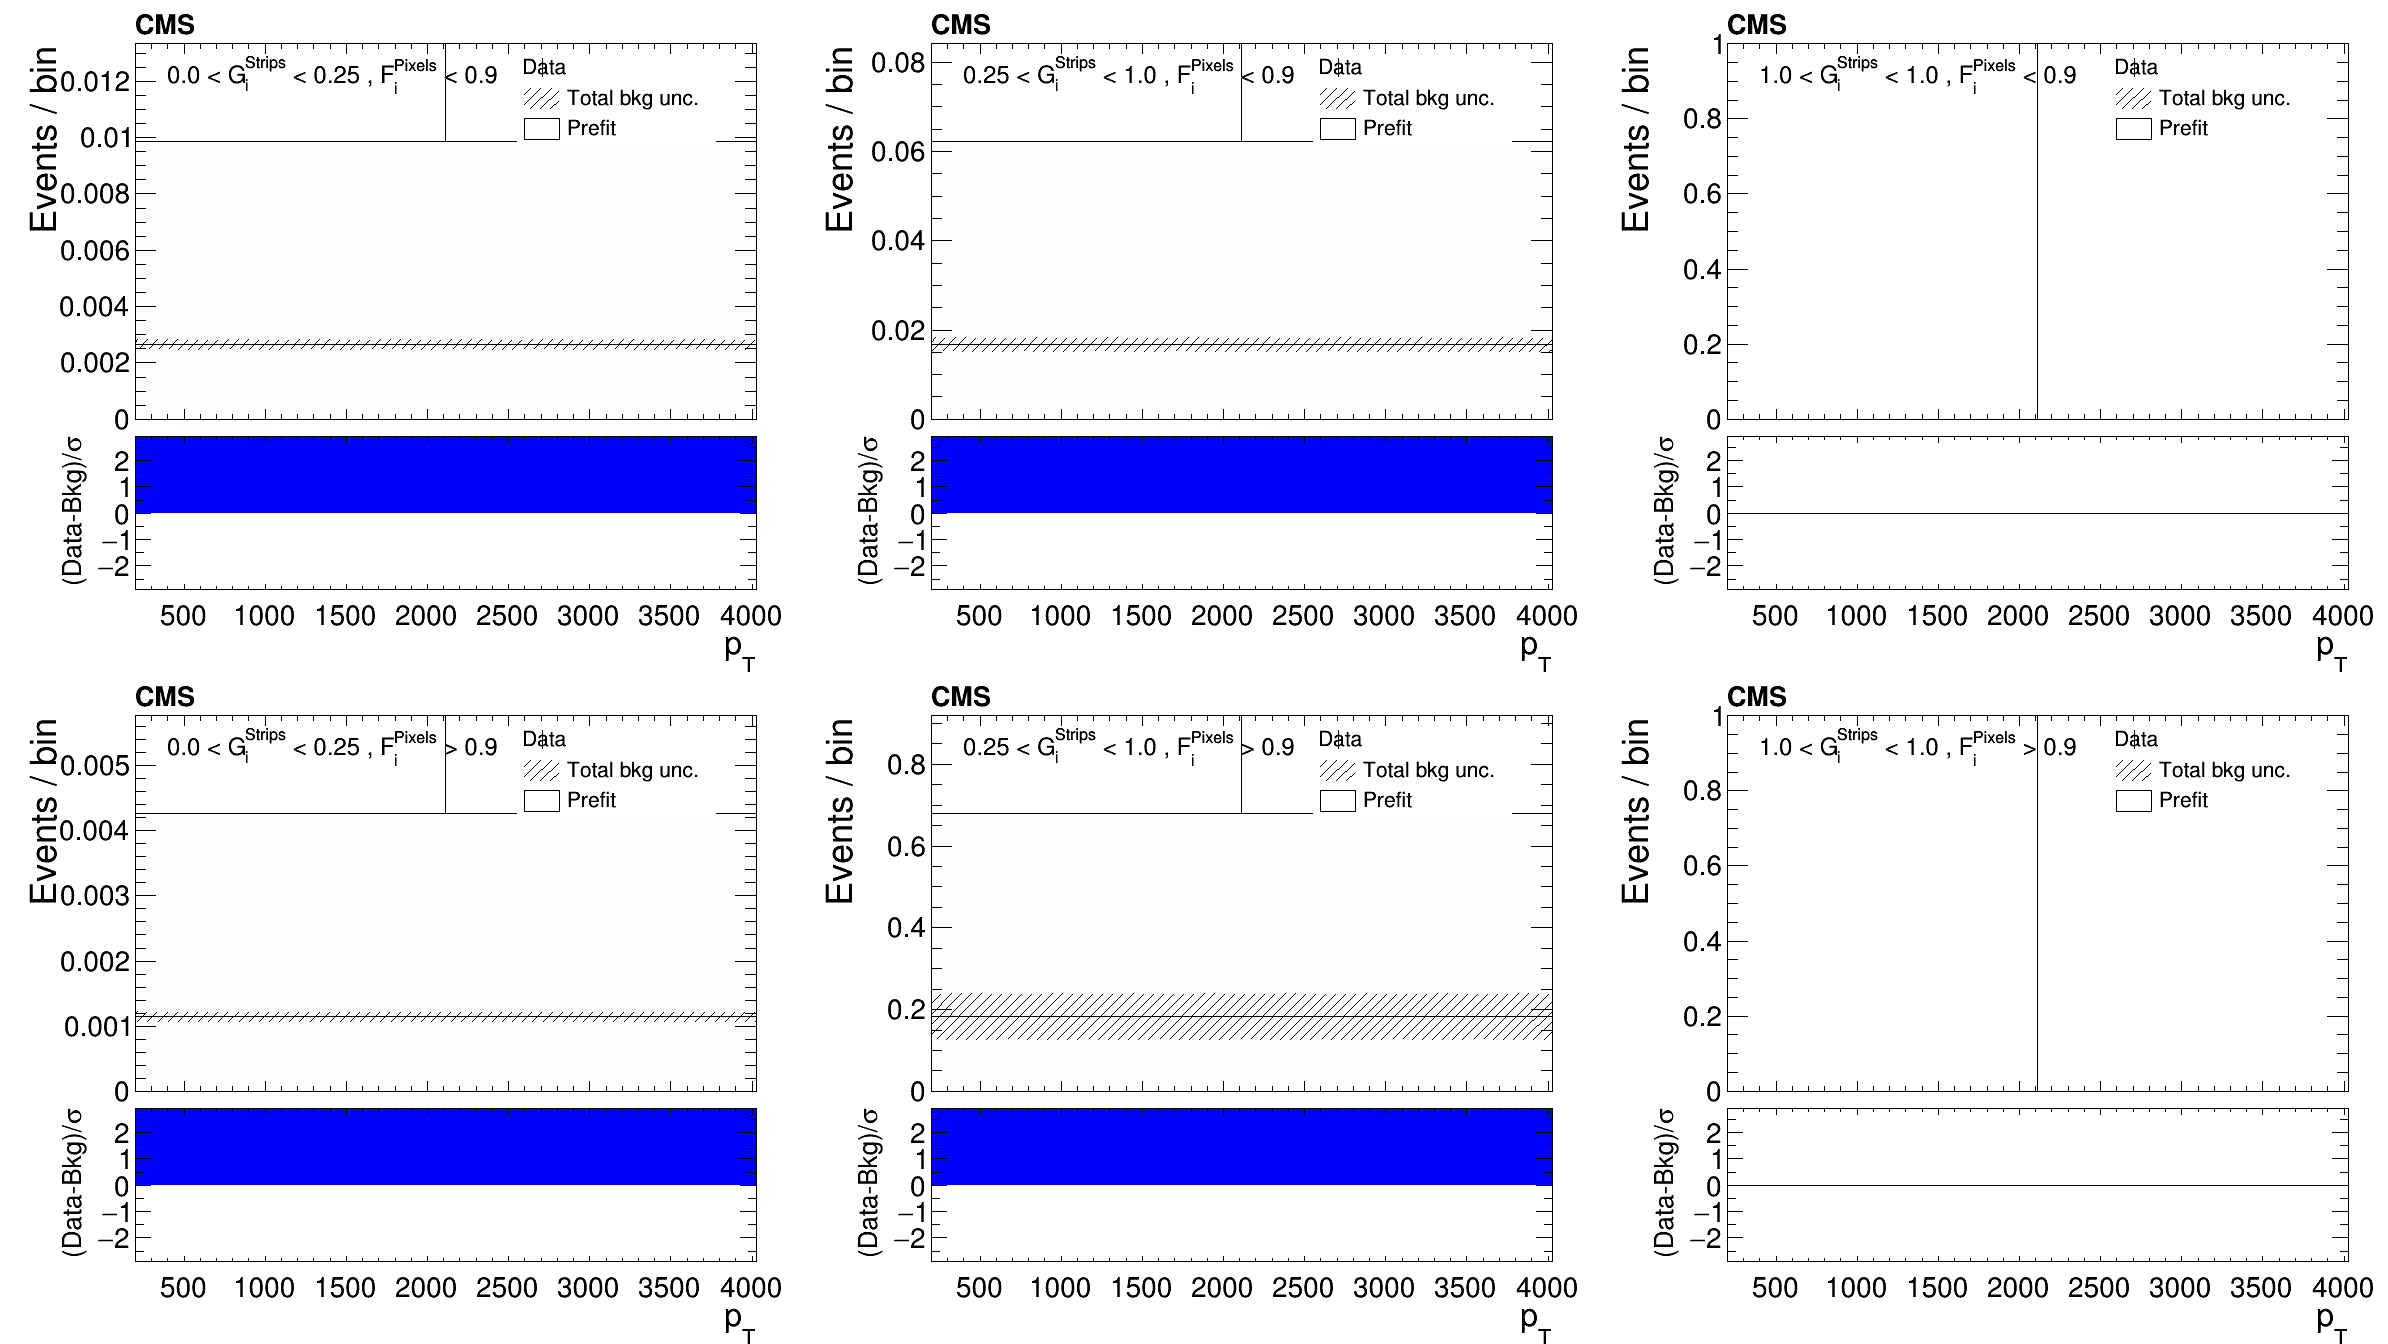 CMS
Events / bin
0.0 < G_i^Strips < 0.25 , F_i^Pixels < 0.9
Data
Total bkg unc.
Prefit
0.012
0.01
0.008
0.006
0.004
0.002
0
(Data-Bkg)/σ
2
1
0
−1
−2
500 1000 1500 2000 2500 3000 3500 4000
p_T
CMS
Events / bin
0.25 < G_i^Strips < 1.0 , F_i^Pixels < 0.9
Data
Total bkg unc.
Prefit
0.08
0.06
0.04
0.02
0
(Data-Bkg)/σ
2
1
0
−1
−2
500 1000 1500 2000 2500 3000 3500 4000
p_T
CMS
Events / bin
1.0 < G_i^Strips < 1.0 , F_i^Pixels < 0.9
Data
Total bkg unc.
Prefit
1
0.8
0.6
0.4
0.2
0
(Data-Bkg)/σ
2
1
0
−1
−2
500 1000 1500 2000 2500 3000 3500 4000
p_T
CMS
Events / bin
0.0 < G_i^Strips < 0.25 , F_i^Pixels > 0.9
Data
Total bkg unc.
Prefit
0.005
0.004
0.003
0.002
0.001
0
(Data-Bkg)/σ
2
1
0
−1
−2
500 1000 1500 2000 2500 3000 3500 4000
p_T
CMS
Events / bin
0.25 < G_i^Strips < 1.0 , F_i^Pixels > 0.9
Data
Total bkg unc.
Prefit
0.8
0.6
0.4
0.2
0
(Data-Bkg)/σ
2
1
0
−1
−2
500 1000 1500 2000 2500 3000 3500 4000
p_T
CMS
Events / bin
1.0 < G_i^Strips < 1.0 , F_i^Pixels > 0.9
Data
Total bkg unc.
Prefit
1
0.8
0.6
0.4
0.2
0
(Data-Bkg)/σ
2
1
0
−1
−2
500 1000 1500 2000 2500 3000 3500 4000
p_T